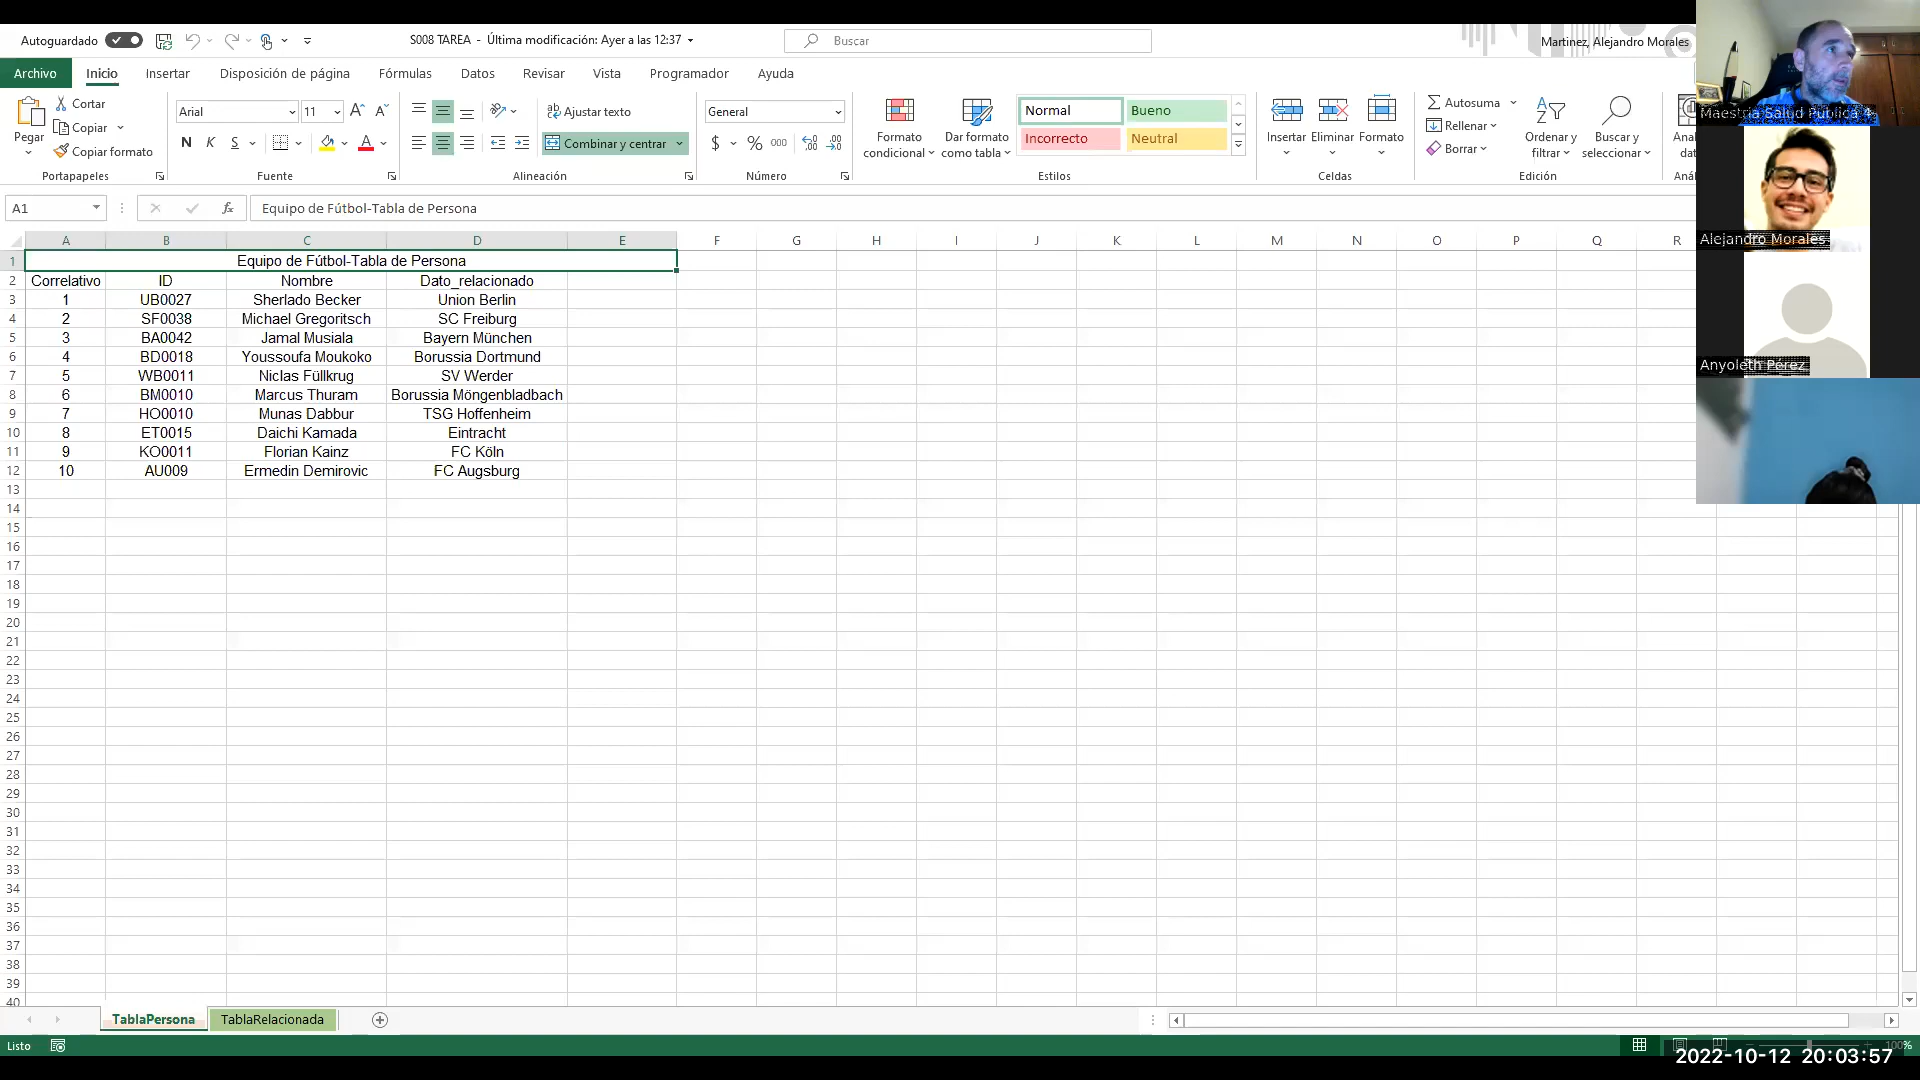 Autoguardado
S008 TAREA - Última modificación: Ayer a las 12:37
Buscar
Martinez, Alejandro Morales
Archivo Inicio Insertar Disposición de página Fórmulas Datos Revisar Vista Programador Ayuda
Pegar
Cortar
Copiar
Copiar formato
Portapapeles
Arial 11
N K S
Fuente
Ajustar texto
Combinar y centrar
Alineación
General
$ % 000
Número
Formato condicional
Dar formato como tabla
Normal Bueno
Incorrecto Neutral
Estilos
Insertar Eliminar Formato
Celdas
Autosuma
Rellenar
Borrar
Ordenar y filtrar
Buscar y seleccionar
Edición
A1
fx
Equipo de Fútbol-Tabla de Persona
A B C D E F G H I J K L M N O P Q R
1 Equipo de Fútbol-Tabla de Persona
2 Correlativo ID Nombre Dato_relacionado
3 1 UB0027 Sherlado Becker Union Berlin
4 2 SF0038 Michael Gregoritsch SC Freiburg
5 3 BA0042 Jamal Musiala Bayern München
6 4 BD0018 Youssoufa Moukoko Borussia Dortmund
7 5 WB0011 Niclas Füllkrug SV Werder
8 6 BM0010 Marcus Thuram Borussia Möngenbladbach
9 7 HO0010 Munas Dabbur TSG Hoffenheim
10 8 ET0015 Daichi Kamada Eintracht
11 9 KO0011 Florian Kainz FC Köln
12 10 AU009 Ermedin Demirovic FC Augsburg
13
14
15
16
17
18
19
20
21
22
23
24
25
26
27
28
29
30
31
32
33
34
35
36
37
38
39
40
Maestria Salud Publica 4
Alejandro Morales
Anyoleth Pérez
TablaPersona TablaRelacionada
Listo
100%
2022-10-12 20:03:57